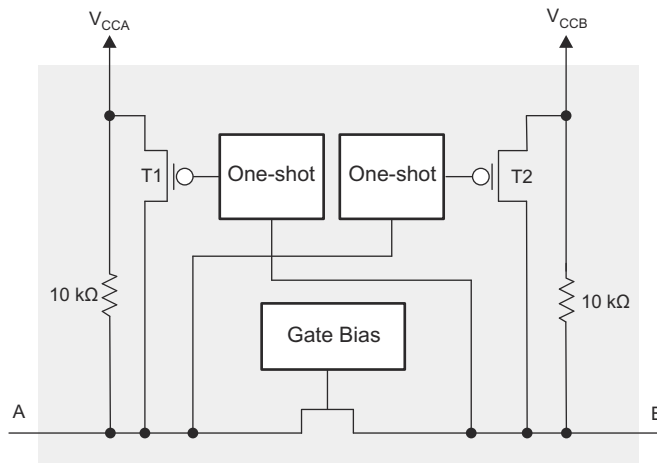 V_CCA
V_CCB
T1
One-shot
One-shot
T2
10 kΩ
10 kΩ
Gate Bias
A
B